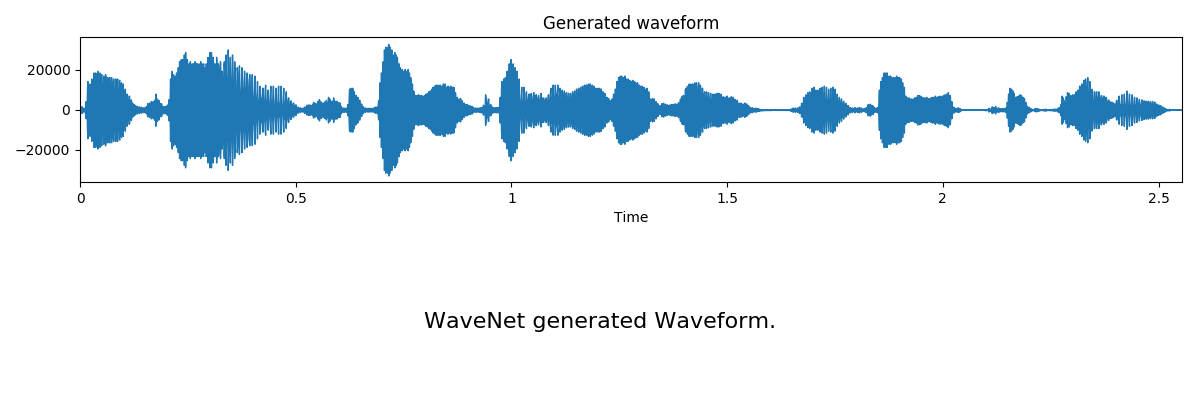 Generated waveform
20000
0
−20000
0 0.5 1 1.5 2 2.5
Time
WaveNet generated Waveform.